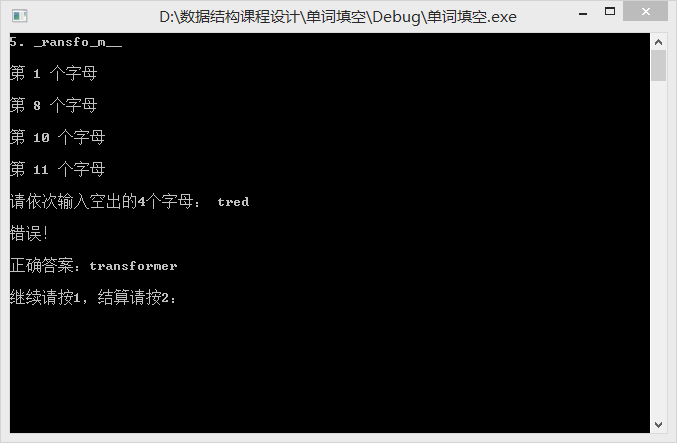 D:\数据结构课程设计\单词填空\Debug\单词填空.exe
5. _ransfo_m__
第 1 个字母
第 8 个字母
第 10 个字母
第 11 个字母
请依次输入空出的4个字母： tred
错误!
正确答案：transformer
继续请按1，结算请按2：